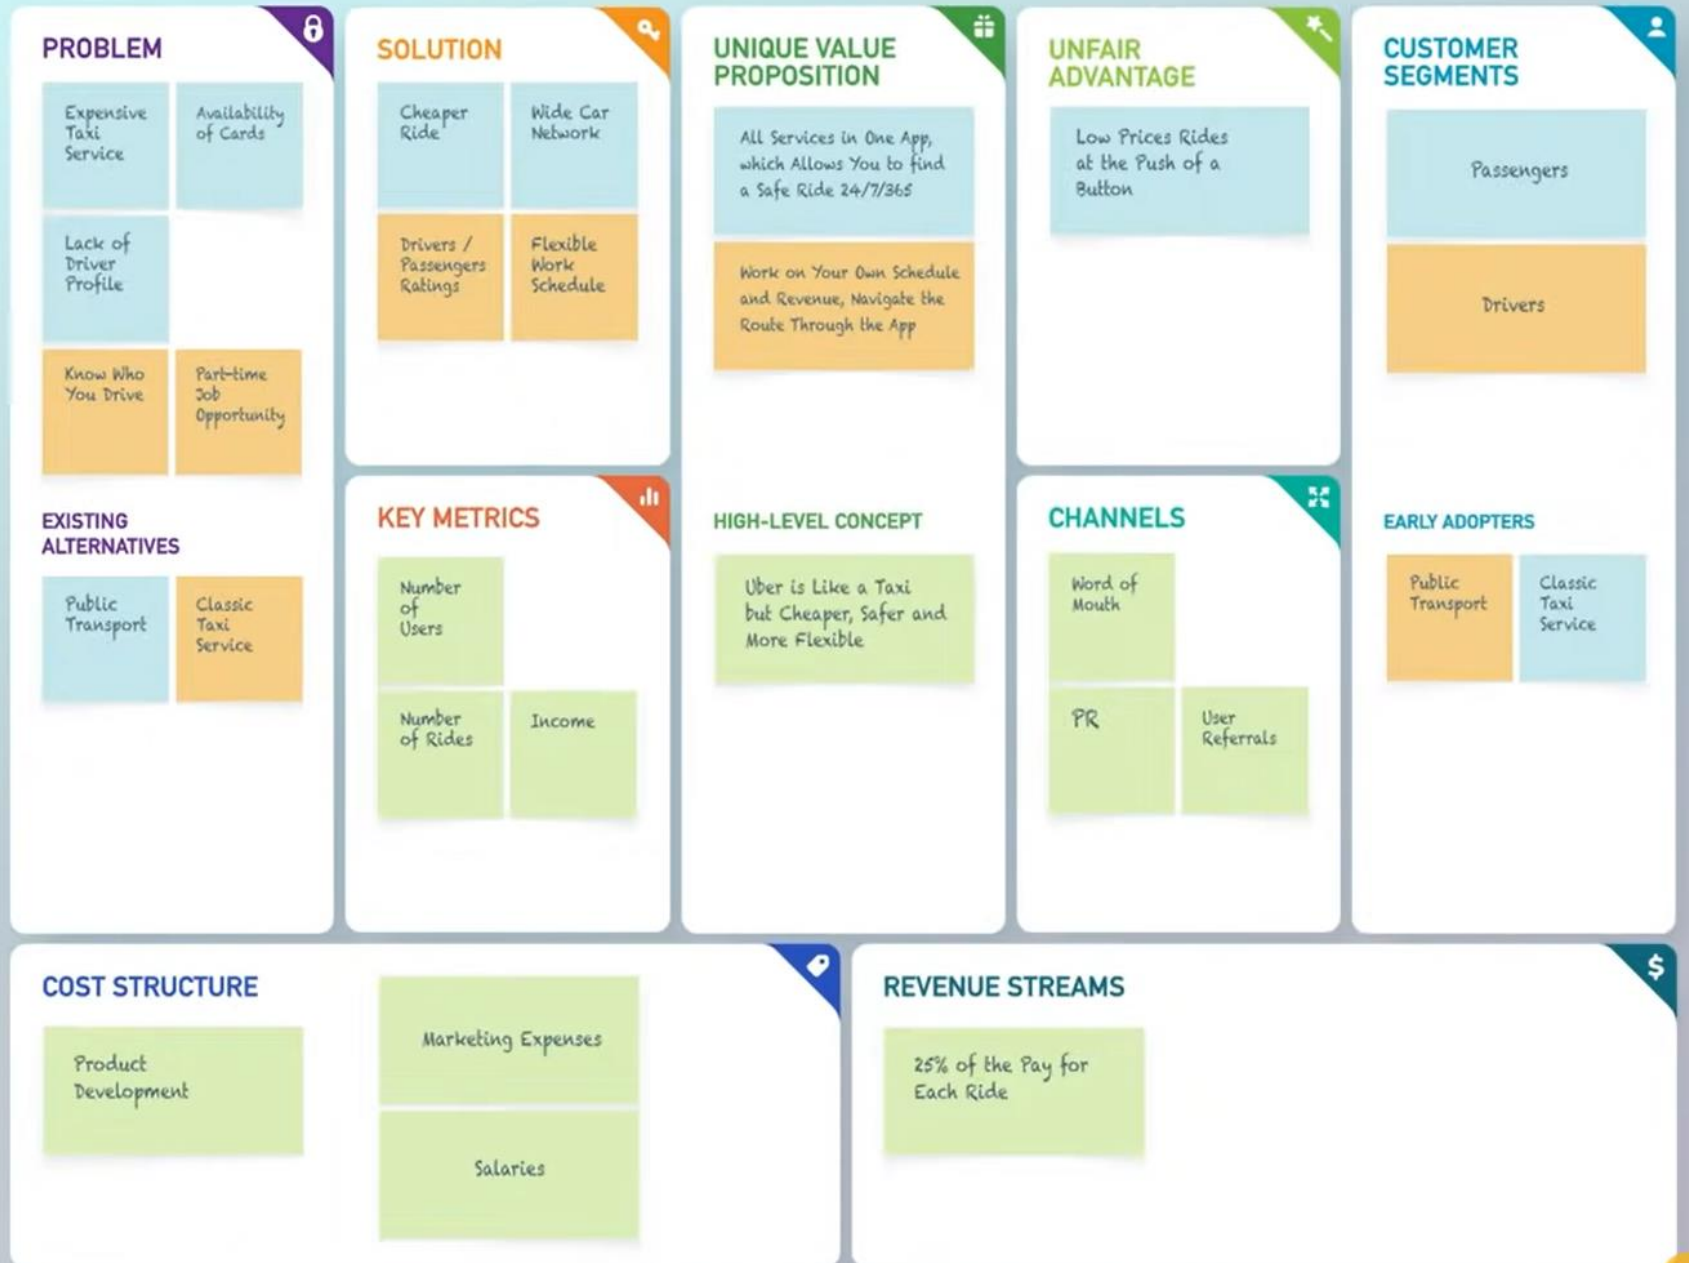 PROBLEM
Expensive
Taxi
Service
Availability
of Cards
Lack of
Driver
Profile
Know Who
You Drive
Part-time
Job
Opportunity
EXISTING
ALTERNATIVES
Public
Transport
Classic
Taxi
Service
SOLUTION
Cheaper
Ride
Wide Car
Network
Drivers /
Passengers
Ratings
Flexible
Work
Schedule
KEY METRICS
Number
of
Users
Number
of Rides
Income
UNIQUE VALUE
PROPOSITION
All Services in One App,
which Allows You to find
a Safe Ride 24/7/365
Work on Your Own Schedule
and Revenue, Navigate the
Route Through the App
HIGH-LEVEL CONCEPT
Uber is Like a Taxi
but Cheaper, Safer and
More Flexible
UNFAIR
ADVANTAGE
Low Prices Rides
at the Push of a
Button
CHANNELS
Word of
Mouth
PR
User
Referrals
CUSTOMER
SEGMENTS
Passengers
Drivers
EARLY ADOPTERS
Public
Transport
Classic
Taxi
Service
COST STRUCTURE
Product
Development
Marketing Expenses
Salaries
REVENUE STREAMS
$
25% of the Pay for
Each Ride